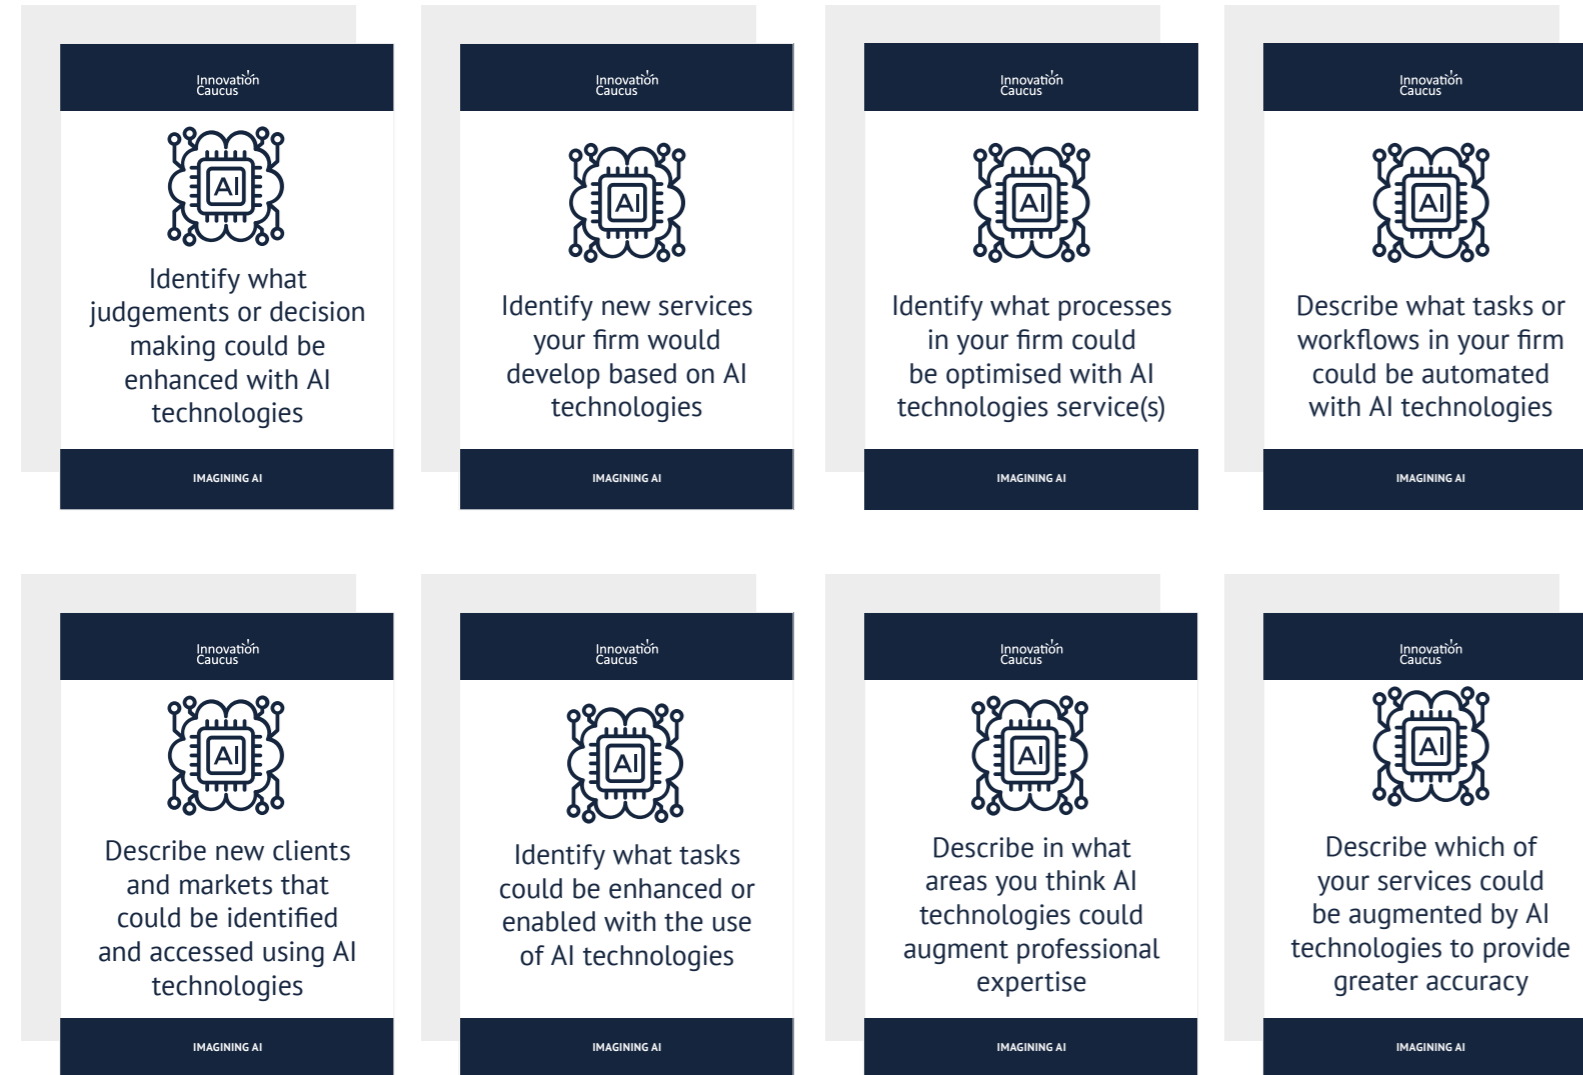 Innovation
Caucus
AI
Identify what
judgements or decision
making could be
enhanced with AI
technologies
IMAGINING AI
Innovation
Caucus
AI
Identify new services
your firm would
develop based on AI
technologies
IMAGINING AI
Innovation
Caucus
AI
Identify what processes
in your firm could
be optimised with AI
technologies service(s)
IMAGINING AI
Innovation
Caucus
AI
Describe what tasks or
workflows in your firm
could be automated
with AI technologies
IMAGINING AI
Innovation
Caucus
AI
Describe new clients
and markets that
could be identified
and accessed using AI
technologies
IMAGINING AI
Innovation
Caucus
AI
Identify what tasks
could be enhanced or
enabled with the use
of AI technologies
IMAGINING AI
Innovation
Caucus
AI
Describe in what
areas you think AI
technologies could
augment professional
expertise
IMAGINING AI
Innovation
Caucus
AI
Describe which of
your services could
be augmented by AI
technologies to provide
greater accuracy
IMAGINING AI